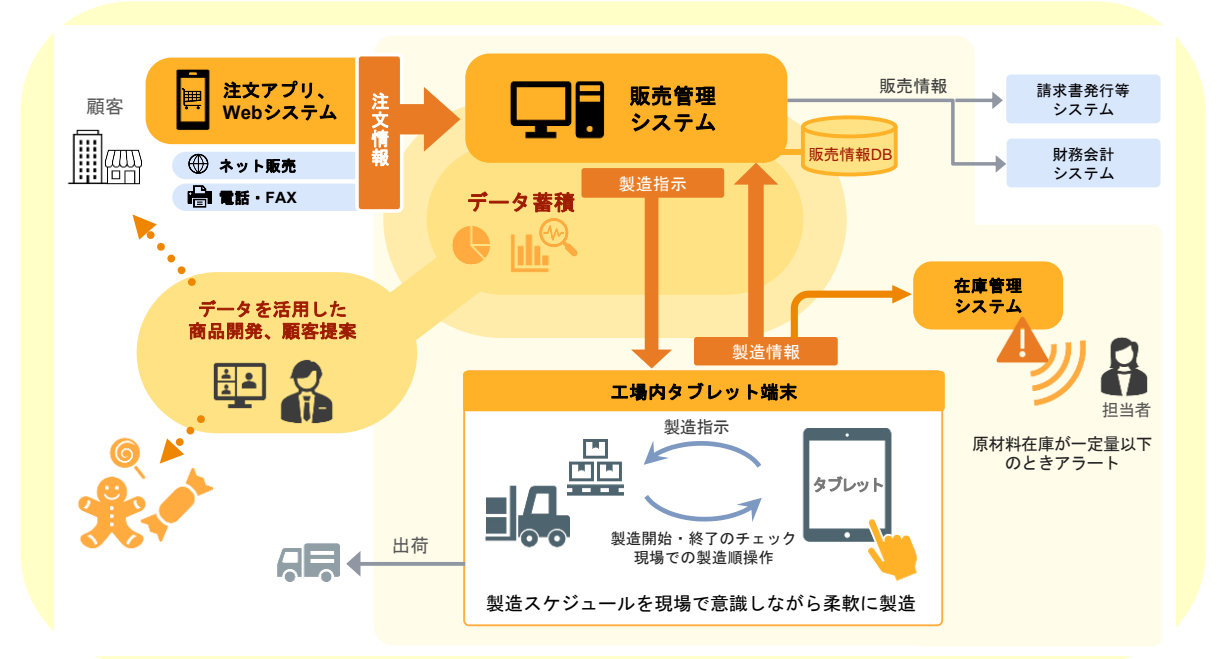 顧客
注文アプリ、
Webシステム
ネット販売
電話・FAX
注文情報
販売管理
システム
販売情報DB
販売情報
請求書発行等
システム
財務会計
システム
製造指示
データ蓄積
データを活用した
商品開発、顧客提案
製造情報
在庫管理
システム
担当者
原材料在庫が一定量以下
のときアラート
工場内タブレット端末
製造指示
タブレット
製造開始・終了のチェック
現場での製造順操作
製造スケジュールを現場で意識しながら柔軟に製造
出荷